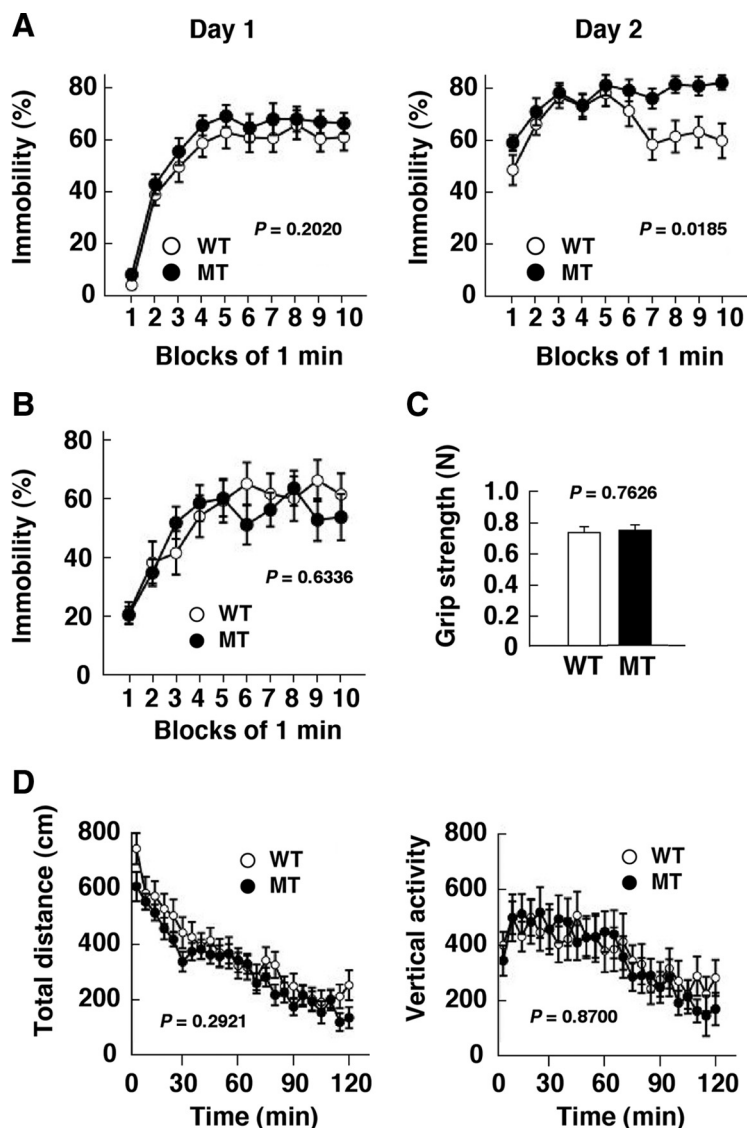 A
Day 1
Day 2
Immobility (%)
80
60
40
20
0
P = 0.2020
WT
MT
1 2 3 4 5 6 7 8 9 10
Blocks of 1 min
Immobility (%)
80
60
40
20
0
P = 0.0185
WT
MT
1 2 3 4 5 6 7 8 9 10
Blocks of 1 min
B
Immobility (%)
80
60
40
20
0
P = 0.6336
WT
MT
1 2 3 4 5 6 7 8 9 10
Blocks of 1 min
C
Grip strength (N)
1.0
0.8
0.6
0.4
0.2
0
P = 0.7626
WT MT
D
Total distance (cm)
800
600
400
200
0
WT
MT
P = 0.2921
0 30 60 90 120
Time (min)
Vertical activity
800
600
400
200
0
WT
MT
P = 0.8700
0 30 60 90 120
Time (min)